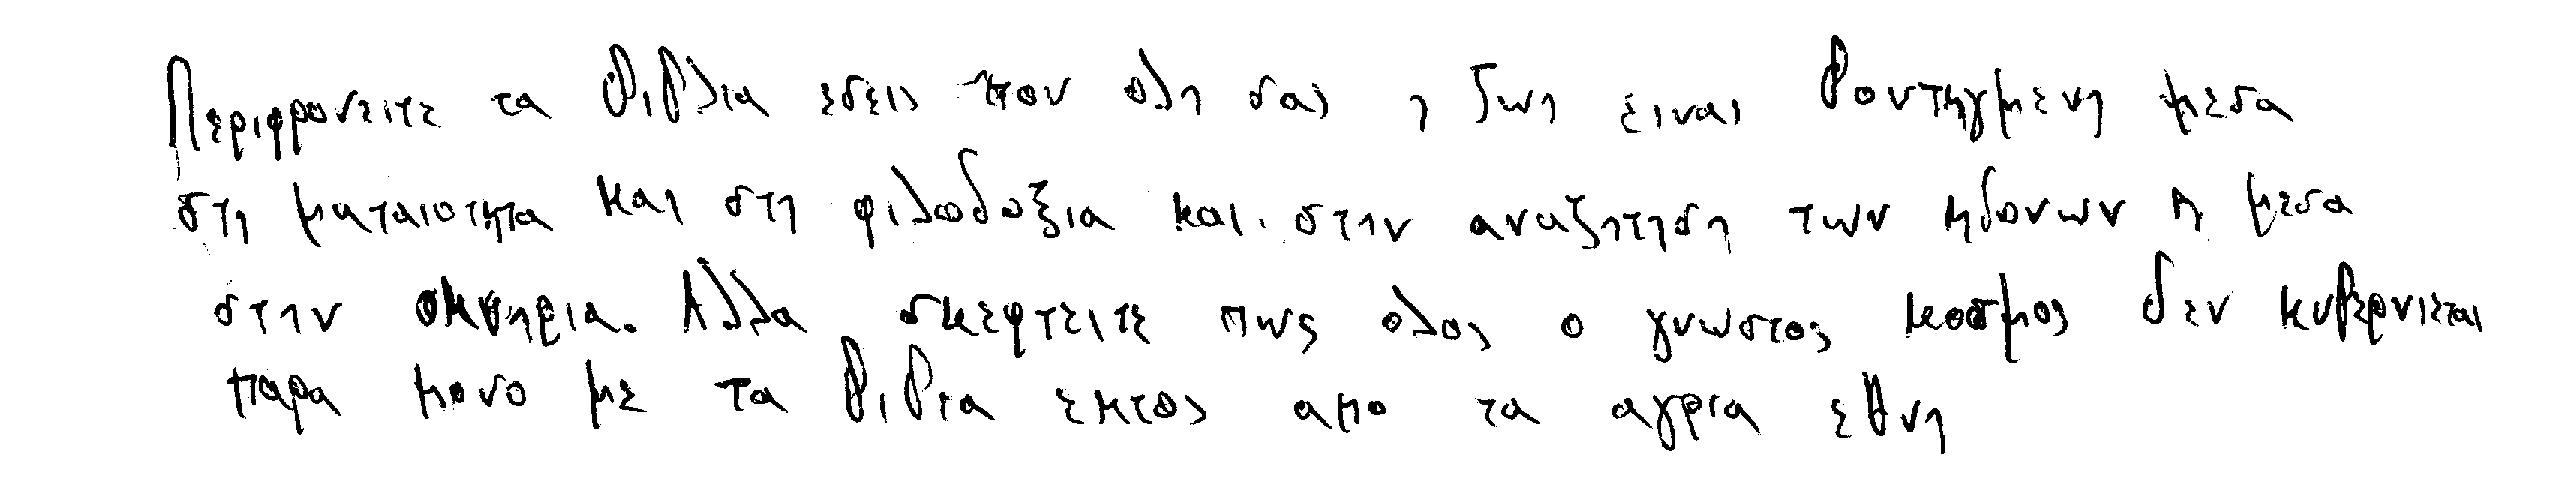 Περιφρονειτε τα βιβλια εσεις που ολη σας η ζωη ειναι βουτηγμενη μεσα
στη ματαιοτητα και στη φιλοδοξια και στην αναζητηση των ηδονων η μεσα
στην οκνηρια. Αλλα σκεφτειτε πως ολος ο γνωστος κοσμος δεν κυβερνιεται
παρα μονο με τα βιβια εκτος απο τα αγρια εθνη